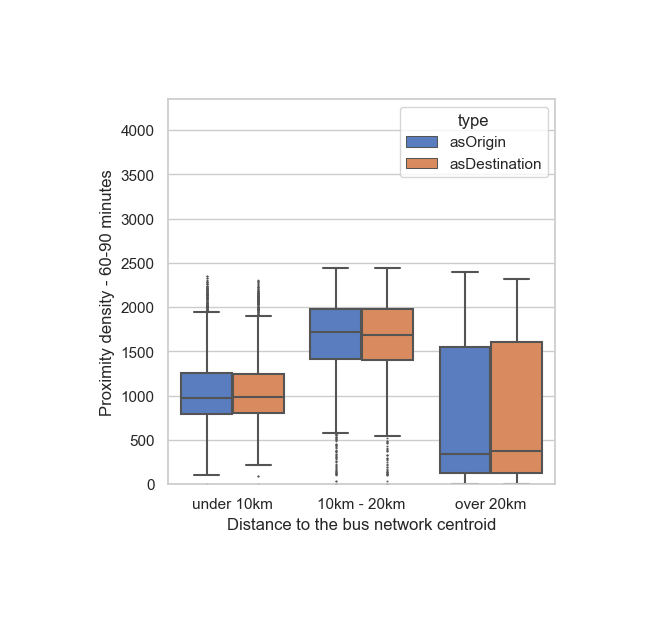 type
asOrigin
asDestination
4000
3500
3000
2500
2000
1500
1000
500
0
Proximity density - 60-90 minutes
under 10km
10km - 20km
over 20km
Distance to the bus network centroid